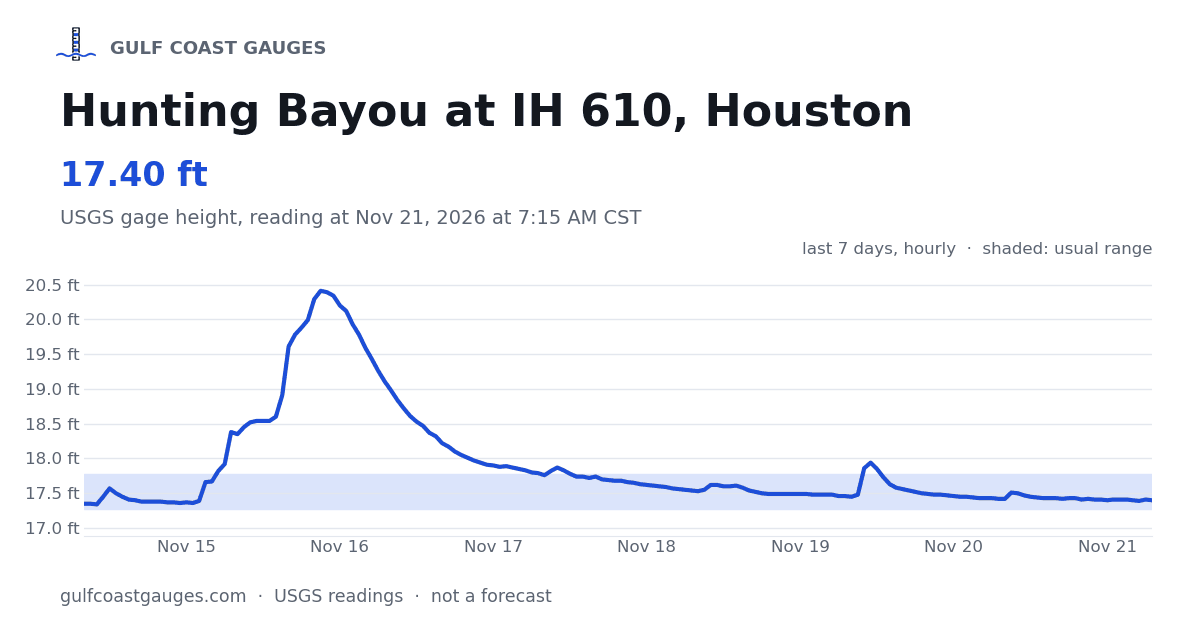 GULF COAST GAUGES
Hunting Bayou at IH 610, Houston
17.40 ft
USGS gage height, reading at Nov 21, 2026 at 7:15 AM CST
last 7 days, hourly · shaded: usual range
20.5 ft
20.0 ft
19.5 ft
19.0 ft
18.5 ft
18.0 ft
17.5 ft
17.0 ft
Nov 15 Nov 16 Nov 17 Nov 18 Nov 19 Nov 20 Nov 21
gulfcoastgauges.com · USGS readings · not a forecast